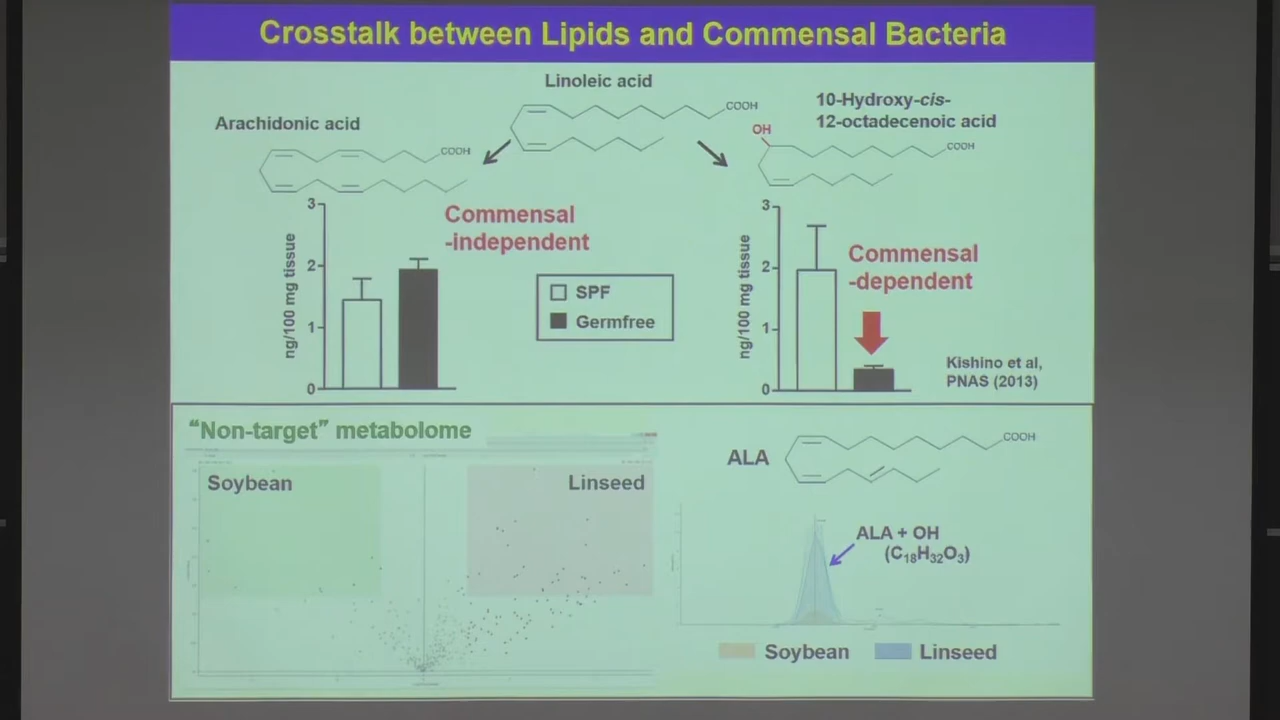 Crosstalk between Lipids and Commensal Bacteria
Linoleic acid
COOH
Arachidonic acid
COOH
10-Hydroxy-cis-
12-octadecenoic acid
OH
COOH
3
2
1
0
ng/100 mg tissue
Commensal
-independent
SPF
Germfree
3
2
1
0
ng/100 mg tissue
Commensal
-dependent
Kishino et al,
PNAS (2013)
“Non-target” metabolome
Soybean
Linseed
ALA
COOH
ALA + OH
(C₁₈H₃₂O₃)
Soybean
Linseed